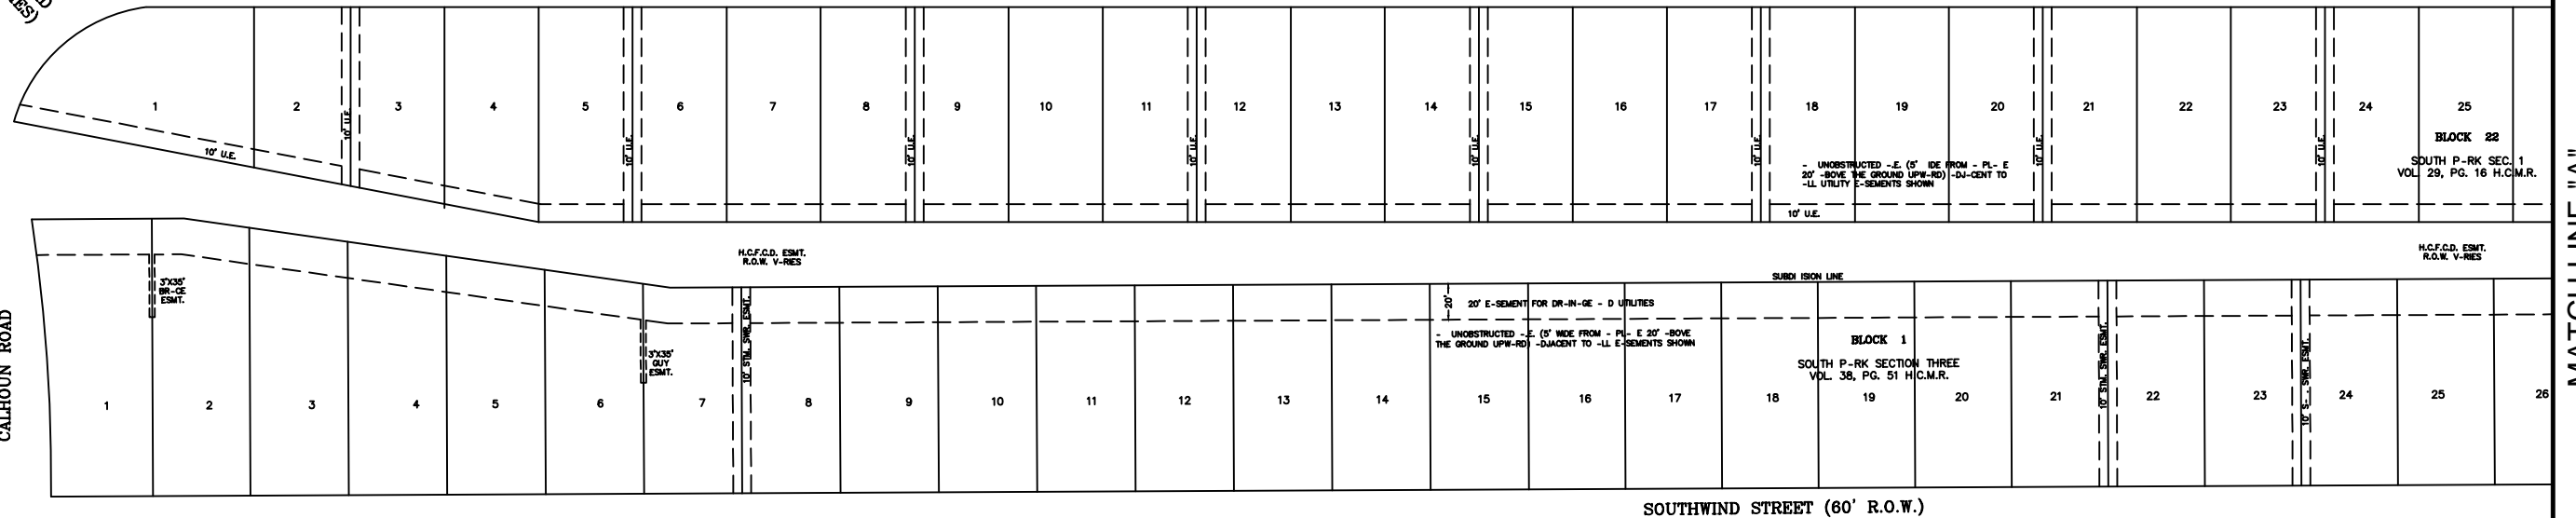 IES)
1 2 3 4 5 6 7 8 9 10 11 12 13 14 15 16 17 18 19 20 21 22 23 24 25
10' U.E.
10' U.E.
10' U.E.
10' U.E.
10' U.E.
10' U.E.
10' U.E.
10' U.E.
10' U.E.
BLOCK 22
SOUTH P-RK SEC. 1
VOL. 29, PG. 16 H.C.M.R.
- UNOBSTRUCTED -.E. (5' IDE FROM - PL- E
20' -BOVE THE GROUND UPW-RD) -DJ-CENT TO
-LL UTILITY E-SEMENTS SHOWN
10' U.E.
H.C.F.C.D. ESMT.
R.O.W. V-RIES
H.C.F.C.D. ESMT.
R.O.W. V-RIES
SUBDI ISION LINE
3'X35'
BR-CE
ESMT.
20'
20' E-SEMENT FOR DR-IN-GE - D UTILITIES
- UNOBSTRUCTED -.E. (5' WIDE FROM - PL- E 20' -BOVE
THE GROUND UPW-RD) -DJACENT TO -LL E-SEMENTS SHOWN
BLOCK 1
SOUTH P-RK SECTION THREE
VOL. 38, PG. 51 H.C.M.R.
3'X35'
GUY
ESMT.
10' STM. SWR. ESMT.
10' STM. SWR. ESMT.
10' S- . SWR. ESMT.
1 2 3 4 5 6 7 8 9 10 11 12 13 14 15 16 17 18 19 20 21 22 23 24 25 26
CALHOUN ROAD
SOUTHWIND STREET (60' R.O.W.)
MATCHLINE "A"